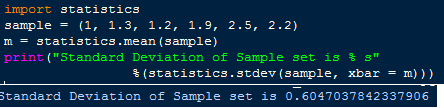 import statistics
sample = (1, 1.3, 1.2, 1.9, 2.5, 2.2)
m = statistics.mean(sample)
print("Standard Deviation of Sample set is % s"
%(statistics.stdev(sample, xbar = m)))
Standard Deviation of Sample set is 0.6047037842337906